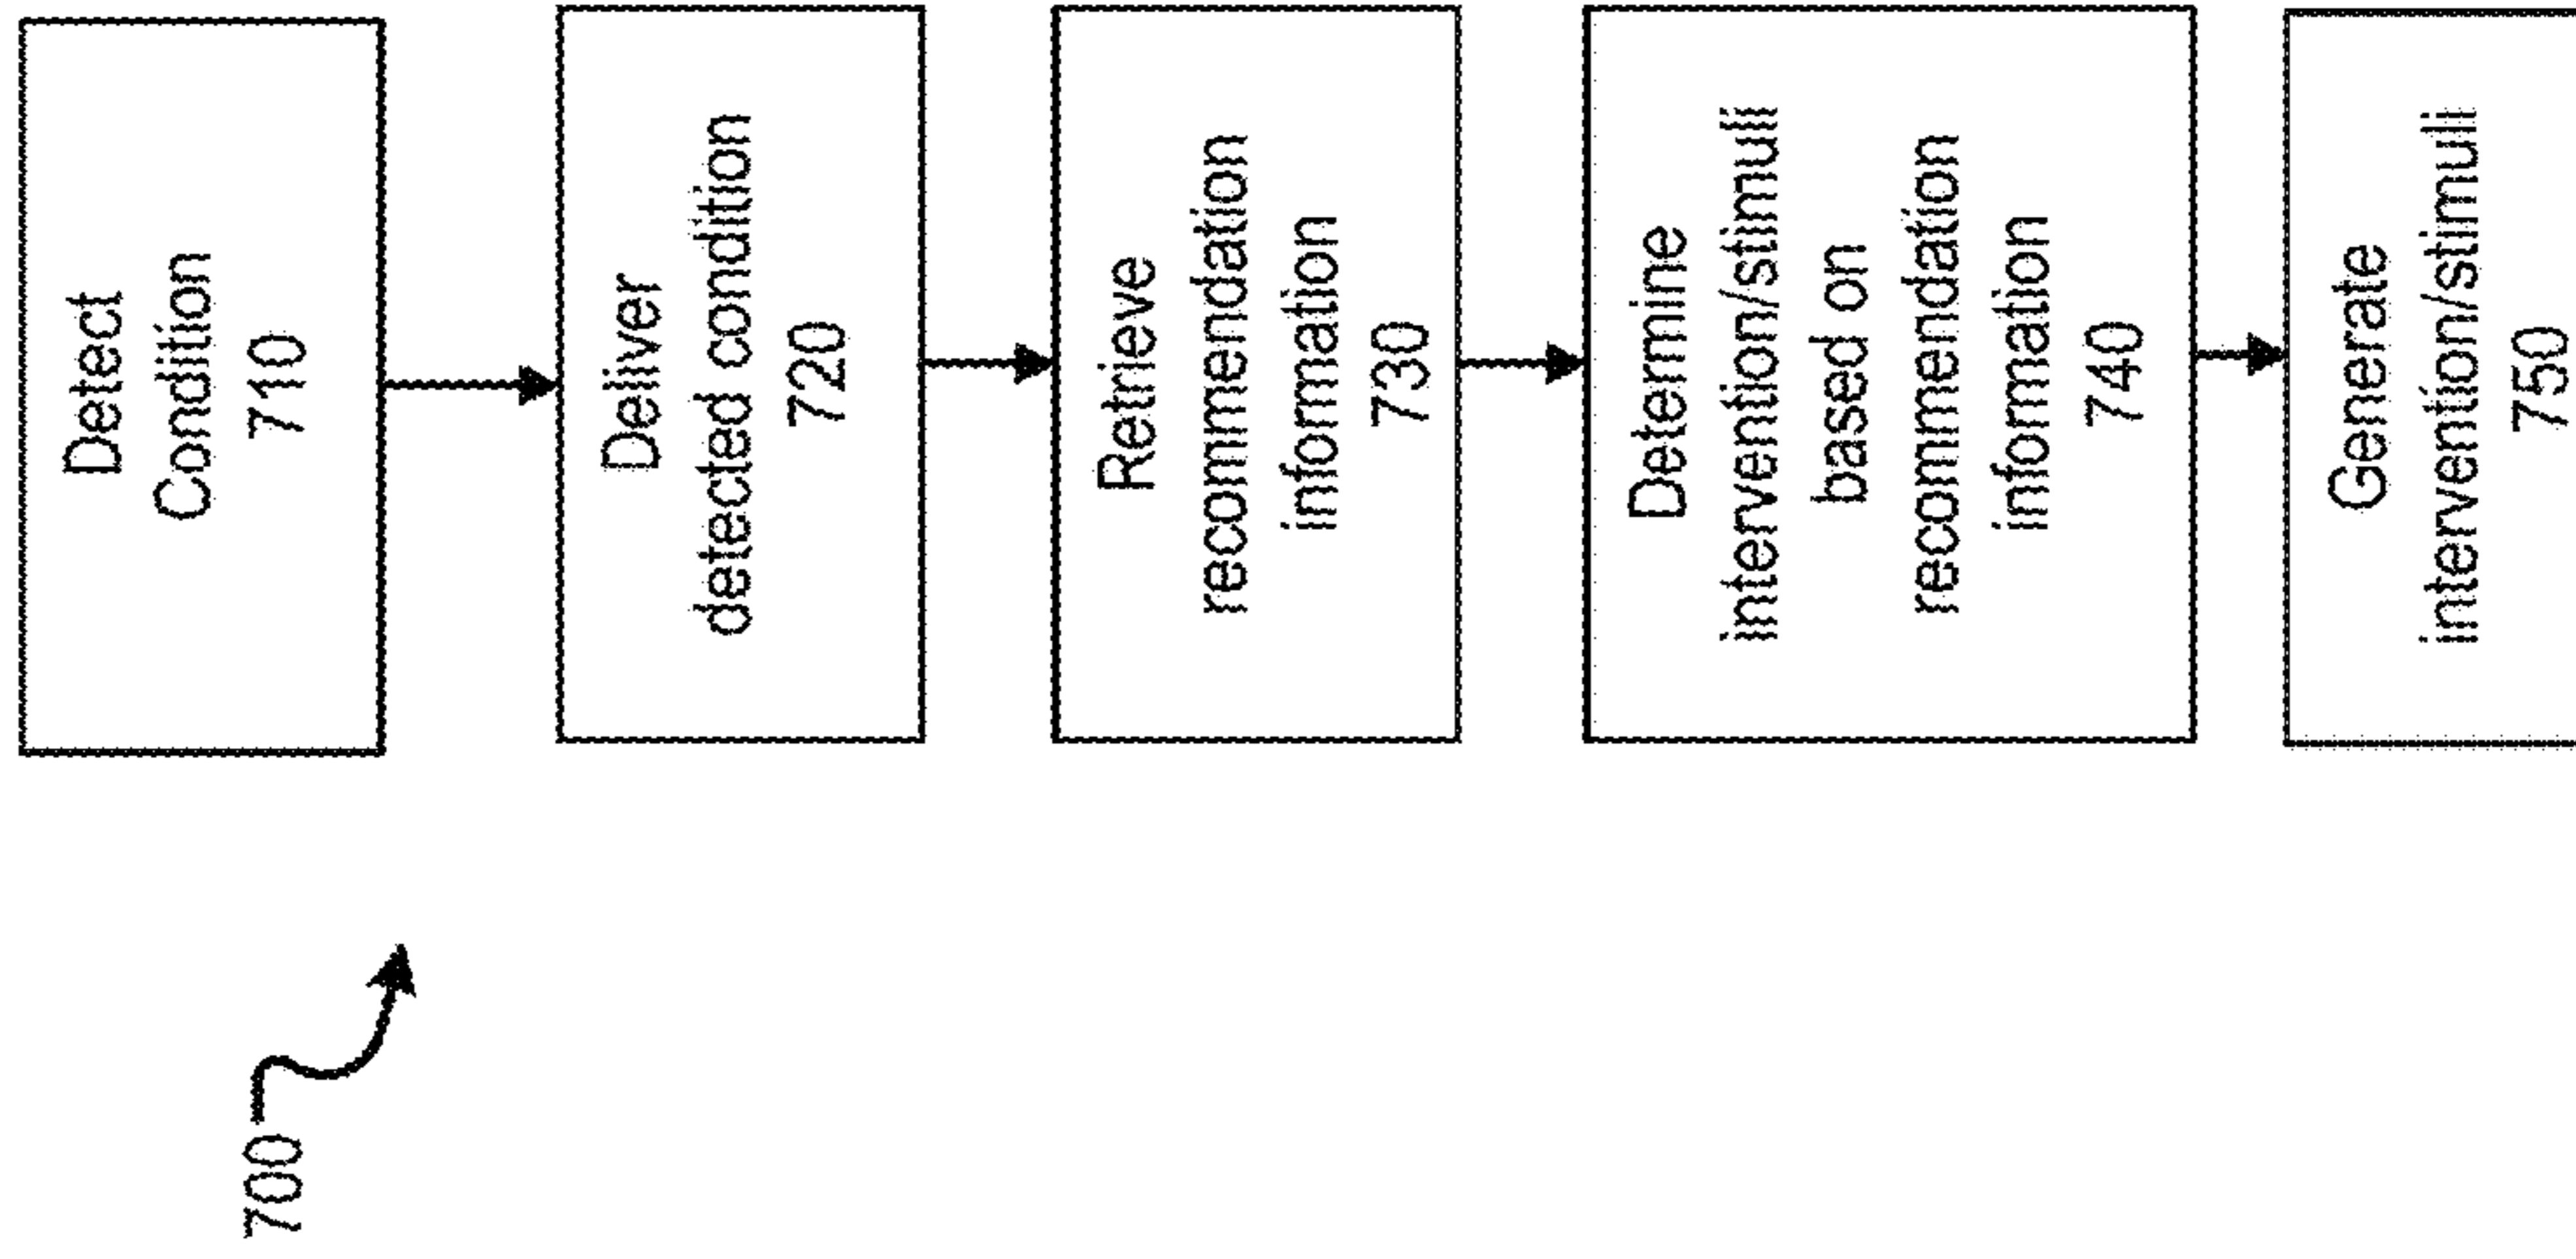 700
Detect
Condition
710
Deliver
detected condition
720
Retrieve
recommendation
information
730
Determine
intervention/stimuli
based on
recommendation
information
740
Generate
intervention/stimuli
750